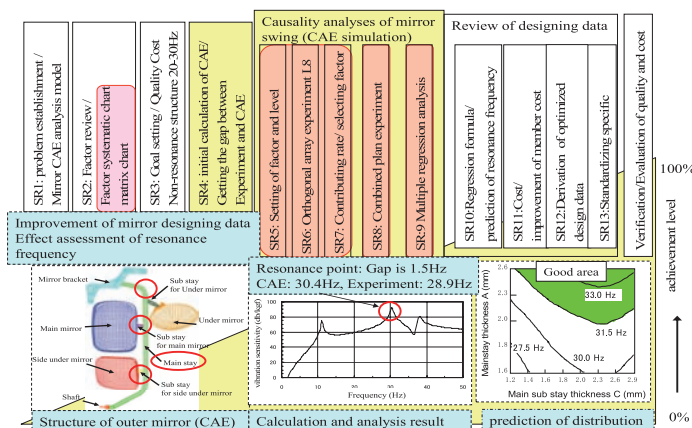 SR1: problem establishment /
Mirror CAE analysis model
SR2: Factor review /
Factor systematic chart
matrix chart
SR3: Goal setting / Quality Cost
Non-resonance structure 20-30Hz
SR4: initial calculation of CAE/
Getting the gap between
Experiment and CAE
Causality analyses of mirror
swing (CAE simulation)
SR5: Setting of factor and level
SR6: Orthogonal array experiment L8
SR7: Contributing rate/ selecting factor
SR8: Combined plan experiment
SR:9 Multiple regression analysis
Review of designing data
SR10:Regression formula/
prediction of resonance frequency
SR11:Cost/
improvement of member cost
SR12:Derivation of optimized
design data
SR13:Standardizing specific
Verification/Evaluation of quality and cost
100%
achievement level
0%
Improvement of mirror designing data
Effect assessment of resonance
frequency
Mirror bracket
Sub stay
for Under mirror
Main mirror
Under mirror
Sub stay
for main mirror
Side under mirror
Main stay
Sub stay
for side under mirror
Shaft
Structure of outer mirror (CAE)
Resonance point: Gap is 1.5Hz
CAE: 30.4Hz, Experiment: 28.9Hz
vibration sensitivity (db/kgf)
100
50
0
0 10 20 30 40 50
Frequency (Hz)
Calculation and analysis result
Good area
Mainstay thickness A (mm)
2.6
2.3
2.0
1.8
1.6
33.0 Hz
31.5 Hz
27.5 Hz
30.0 Hz
1.2 1.4 1.6 1.8 2.0 2.3 2.6 2.9
Main sub stay thickness C (mm)
prediction of distribution